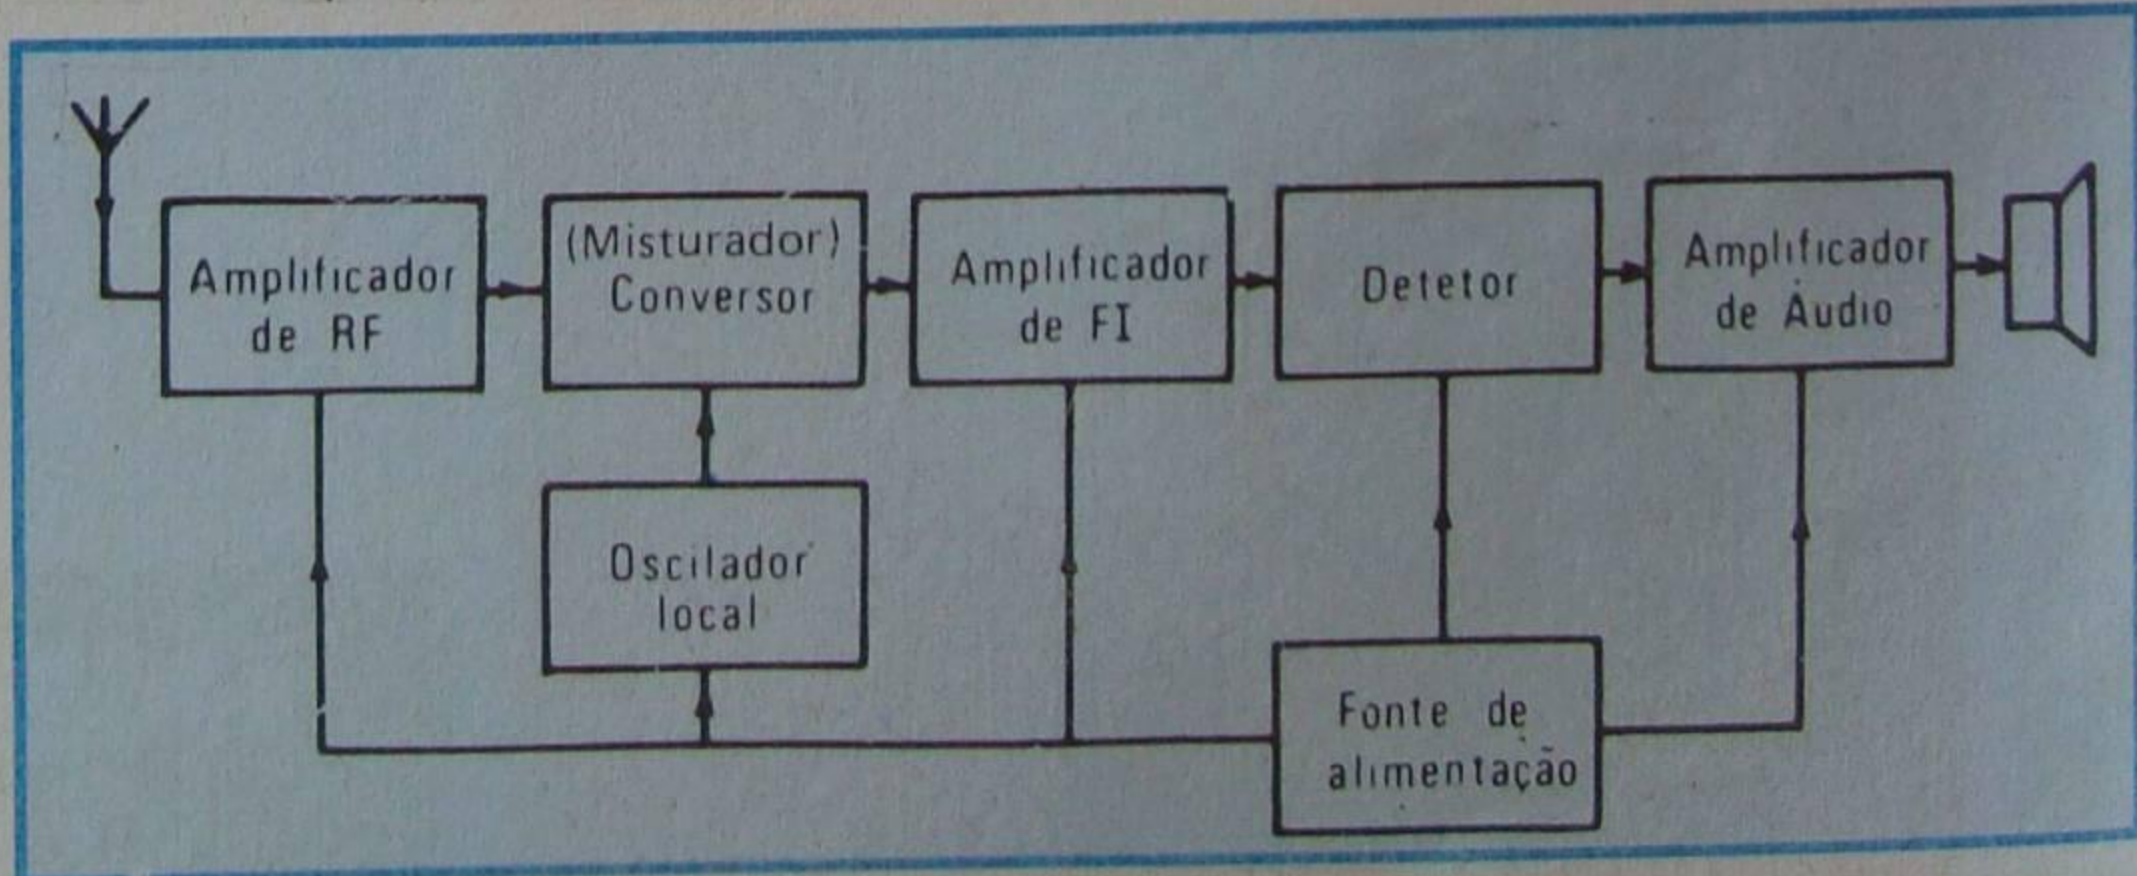 Amplificador
de RF
(Misturador)
Conversor
Amplificador
de FI
Detetor
Amplificador
de Áudio
Oscilador
local
Fonte de
alimentação